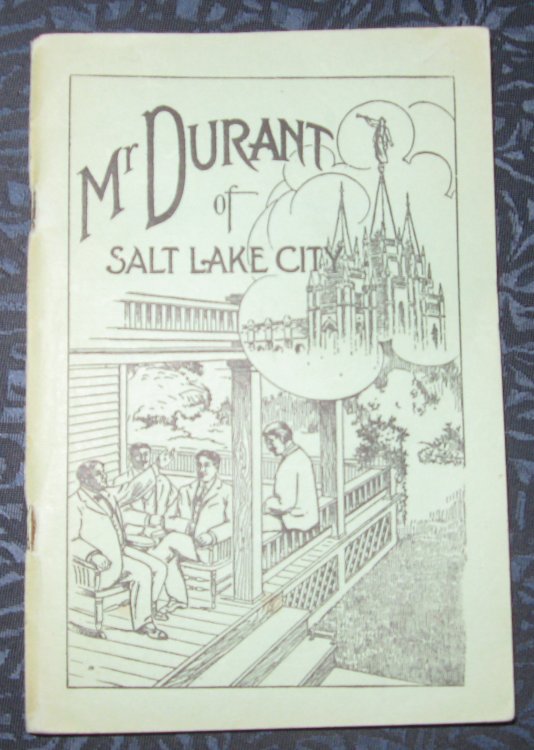 Mr DURANT
of
SALT LAKE CITY